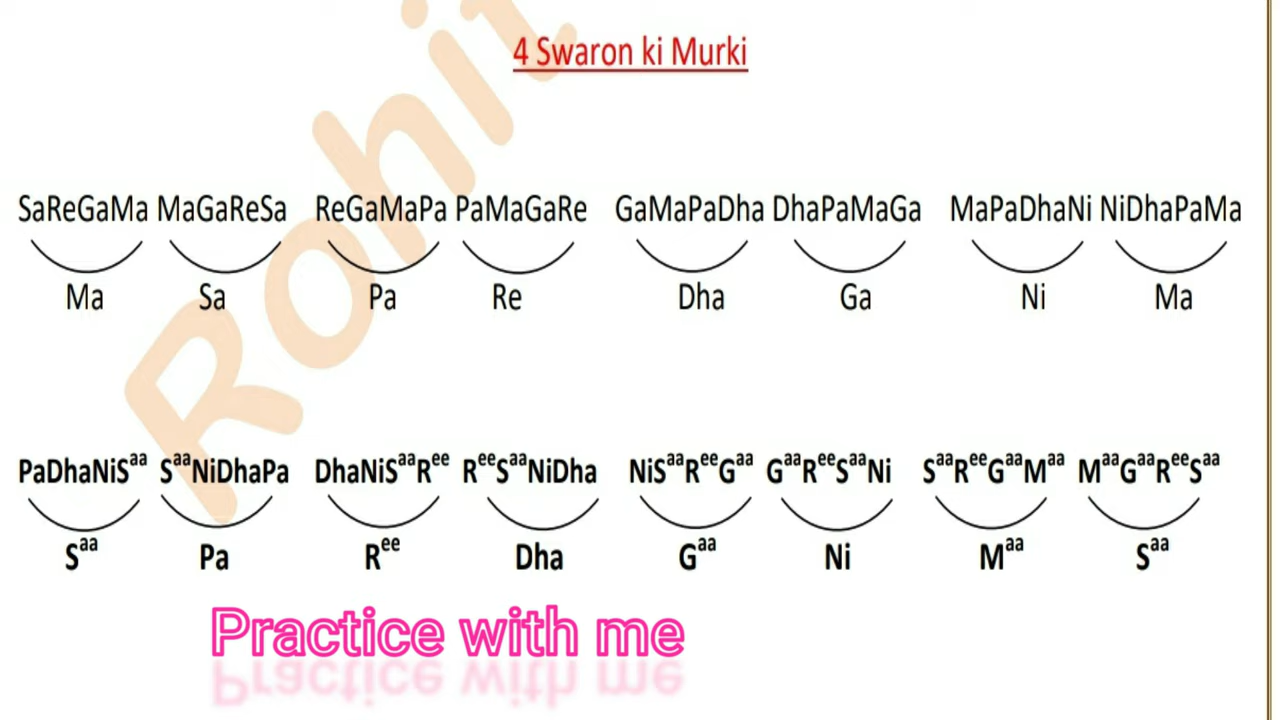 4 Swaron ki Murki
SaReGaMa MaGaReSa ReGaMaPa PaMaGaRe GaMaPaDha DhaPaMaGa MaPaDhaNi NiDhaPaMa
Ma Sa Pa Re Dha Ga Ni Ma
PaDhaNiSᵃᵃ SᵃᵃNiDhaPa DhaNiSᵃᵃRᵉᵉ RᵉᵉSᵃᵃNiDha NiSᵃᵃRᵉᵉGᵃᵃ GᵃᵃRᵉᵉSᵃᵃNi SᵃᵃRᵉᵉGᵃᵃMᵃᵃ MᵃᵃGᵃᵃRᵉᵉSᵃᵃ
Sᵃᵃ Pa Rᵉᵉ Dha Gᵃᵃ Ni Mᵃᵃ Sᵃᵃ
Practice with me
Rohit